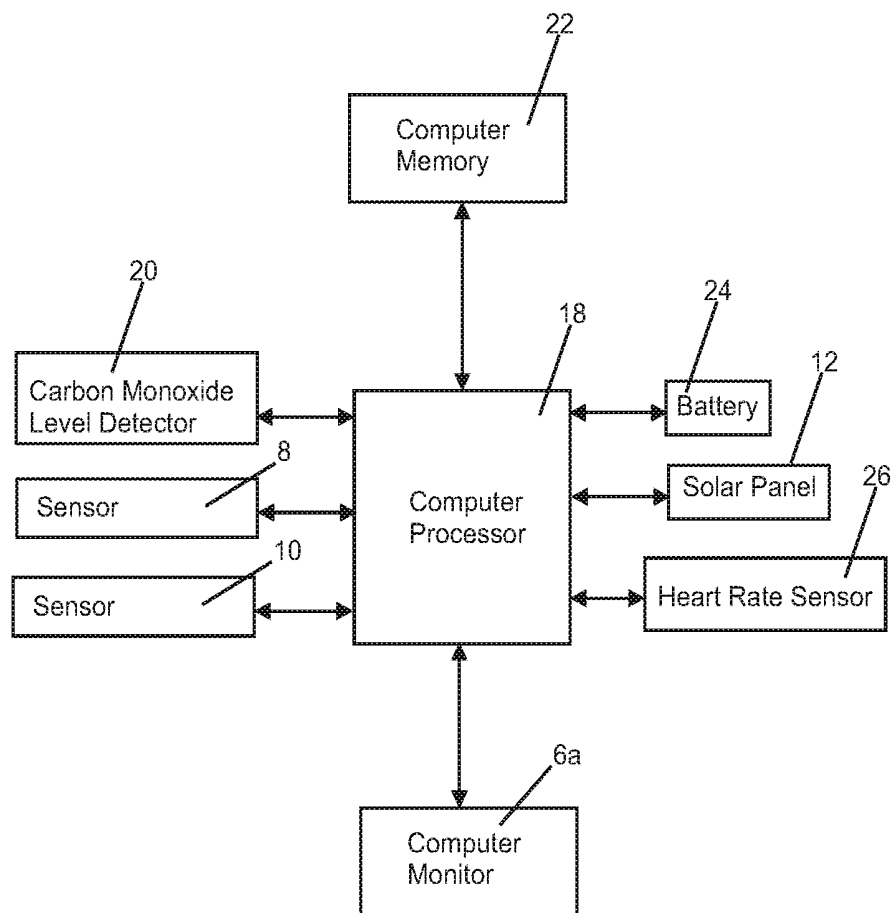 22
Computer
Memory
20
18
24
12
Carbon Monoxide
Level Detector
Battery
8
Solar Panel
26
Sensor
Computer
Processor
10
Sensor
Heart Rate Sensor
6a
Computer
Monitor